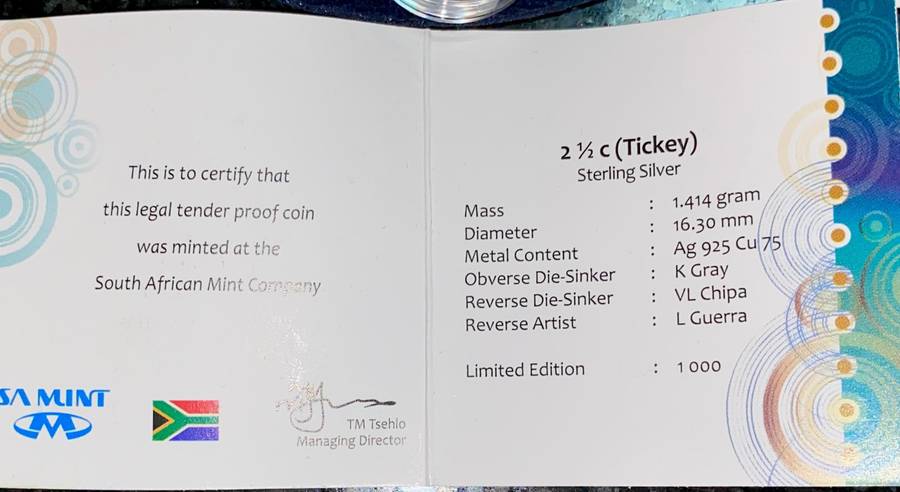 This is to certify that
this legal tender proof coin
was minted at the
South African Mint Company
SA MINT
TM Tsehlo
Managing Director
2 ½ c (Tickey)
Sterling Silver
Mass : 1.414 gram
Diameter : 16.30 mm
Metal Content : Ag 925 Cu 75
Obverse Die-Sinker : K Gray
Reverse Die-Sinker : VL Chipa
Reverse Artist : L Guerra
Limited Edition : 1 000